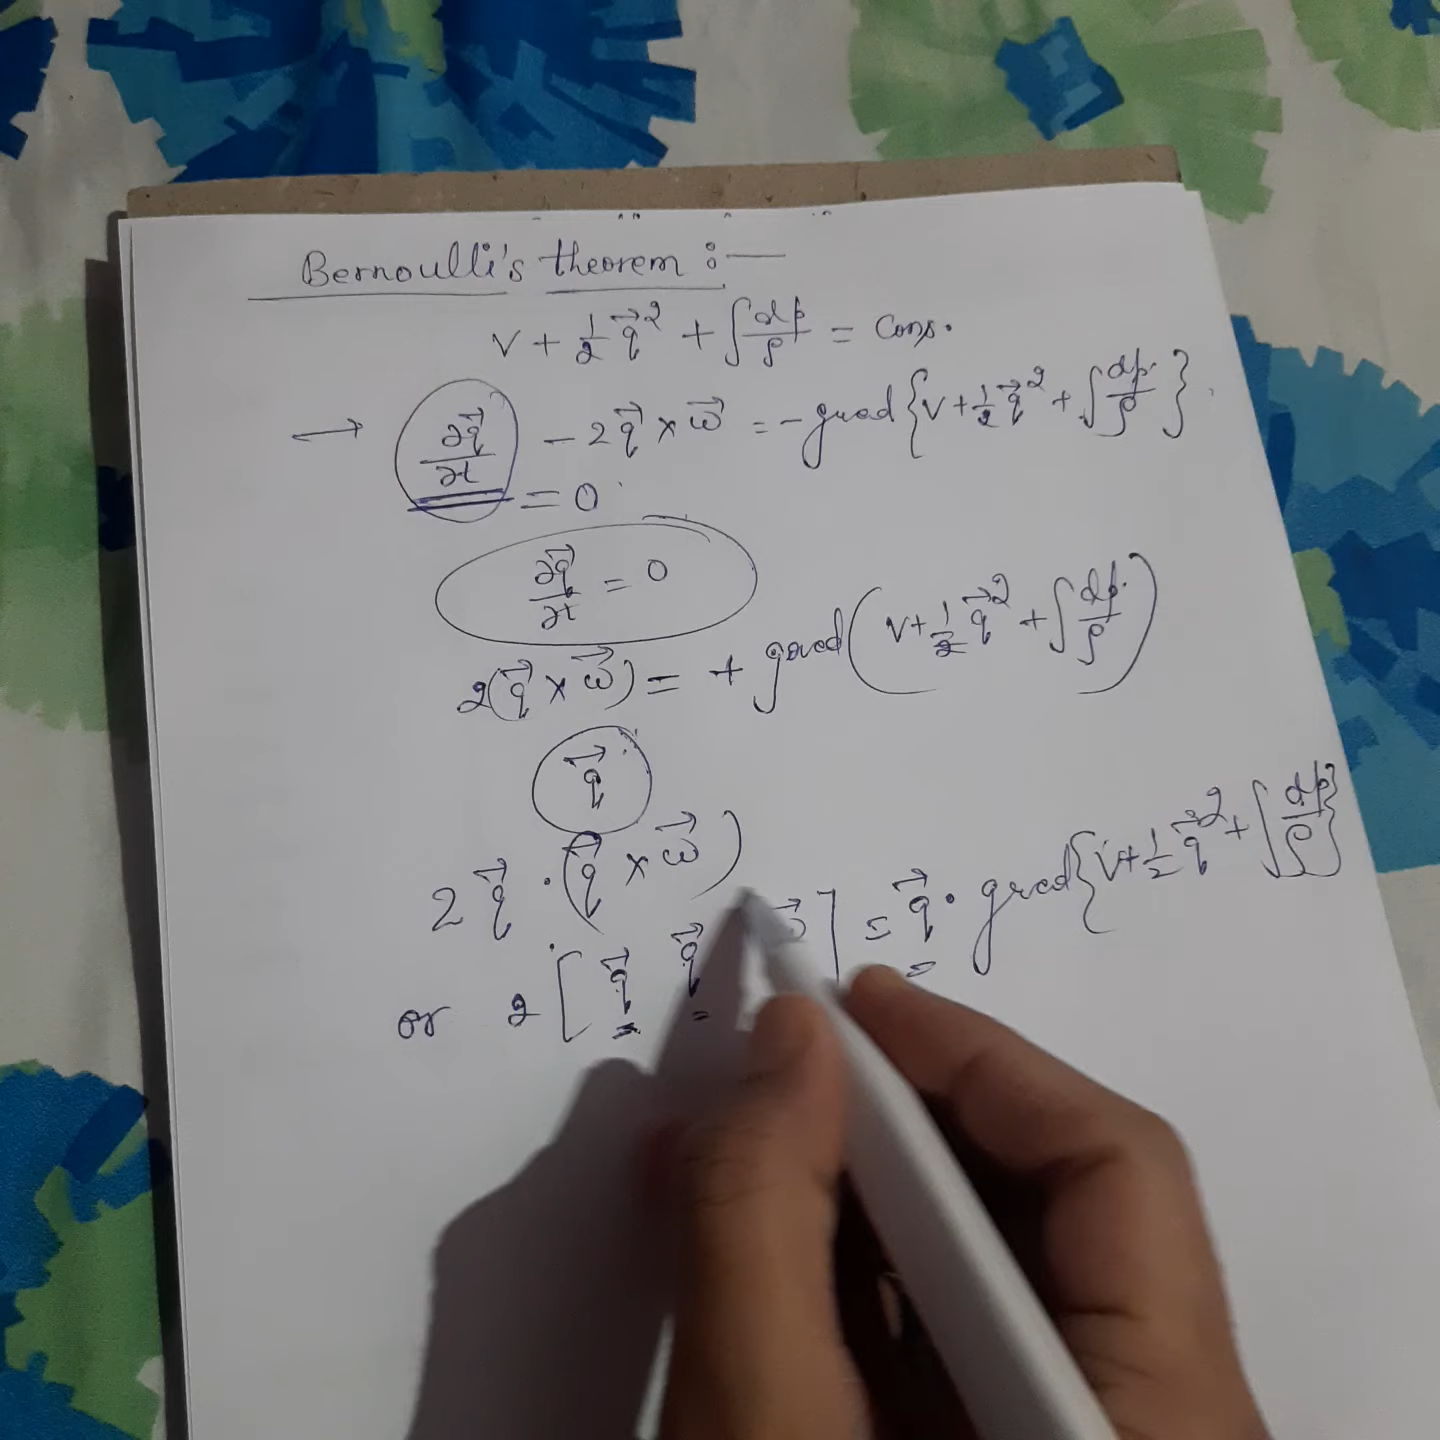 Bernoulli's theorem :—
V + 1/2 q⃗² + ∫dp/ρ = Cons.
→ ∂q⃗/∂t - 2q⃗ × ω⃗ = - grad{V + 1/2 q⃗² + ∫dp/ρ}.
= 0
∂q⃗/∂t = 0
2(q⃗ × ω⃗) = + grad(V + 1/2 q⃗² + ∫dp/ρ)
q⃗
2 q⃗ · (q⃗ × ω⃗)
or 2 [q⃗ q⃗ ω⃗] = q⃗ · grad{V + 1/2 q⃗² + ∫dp/ρ}